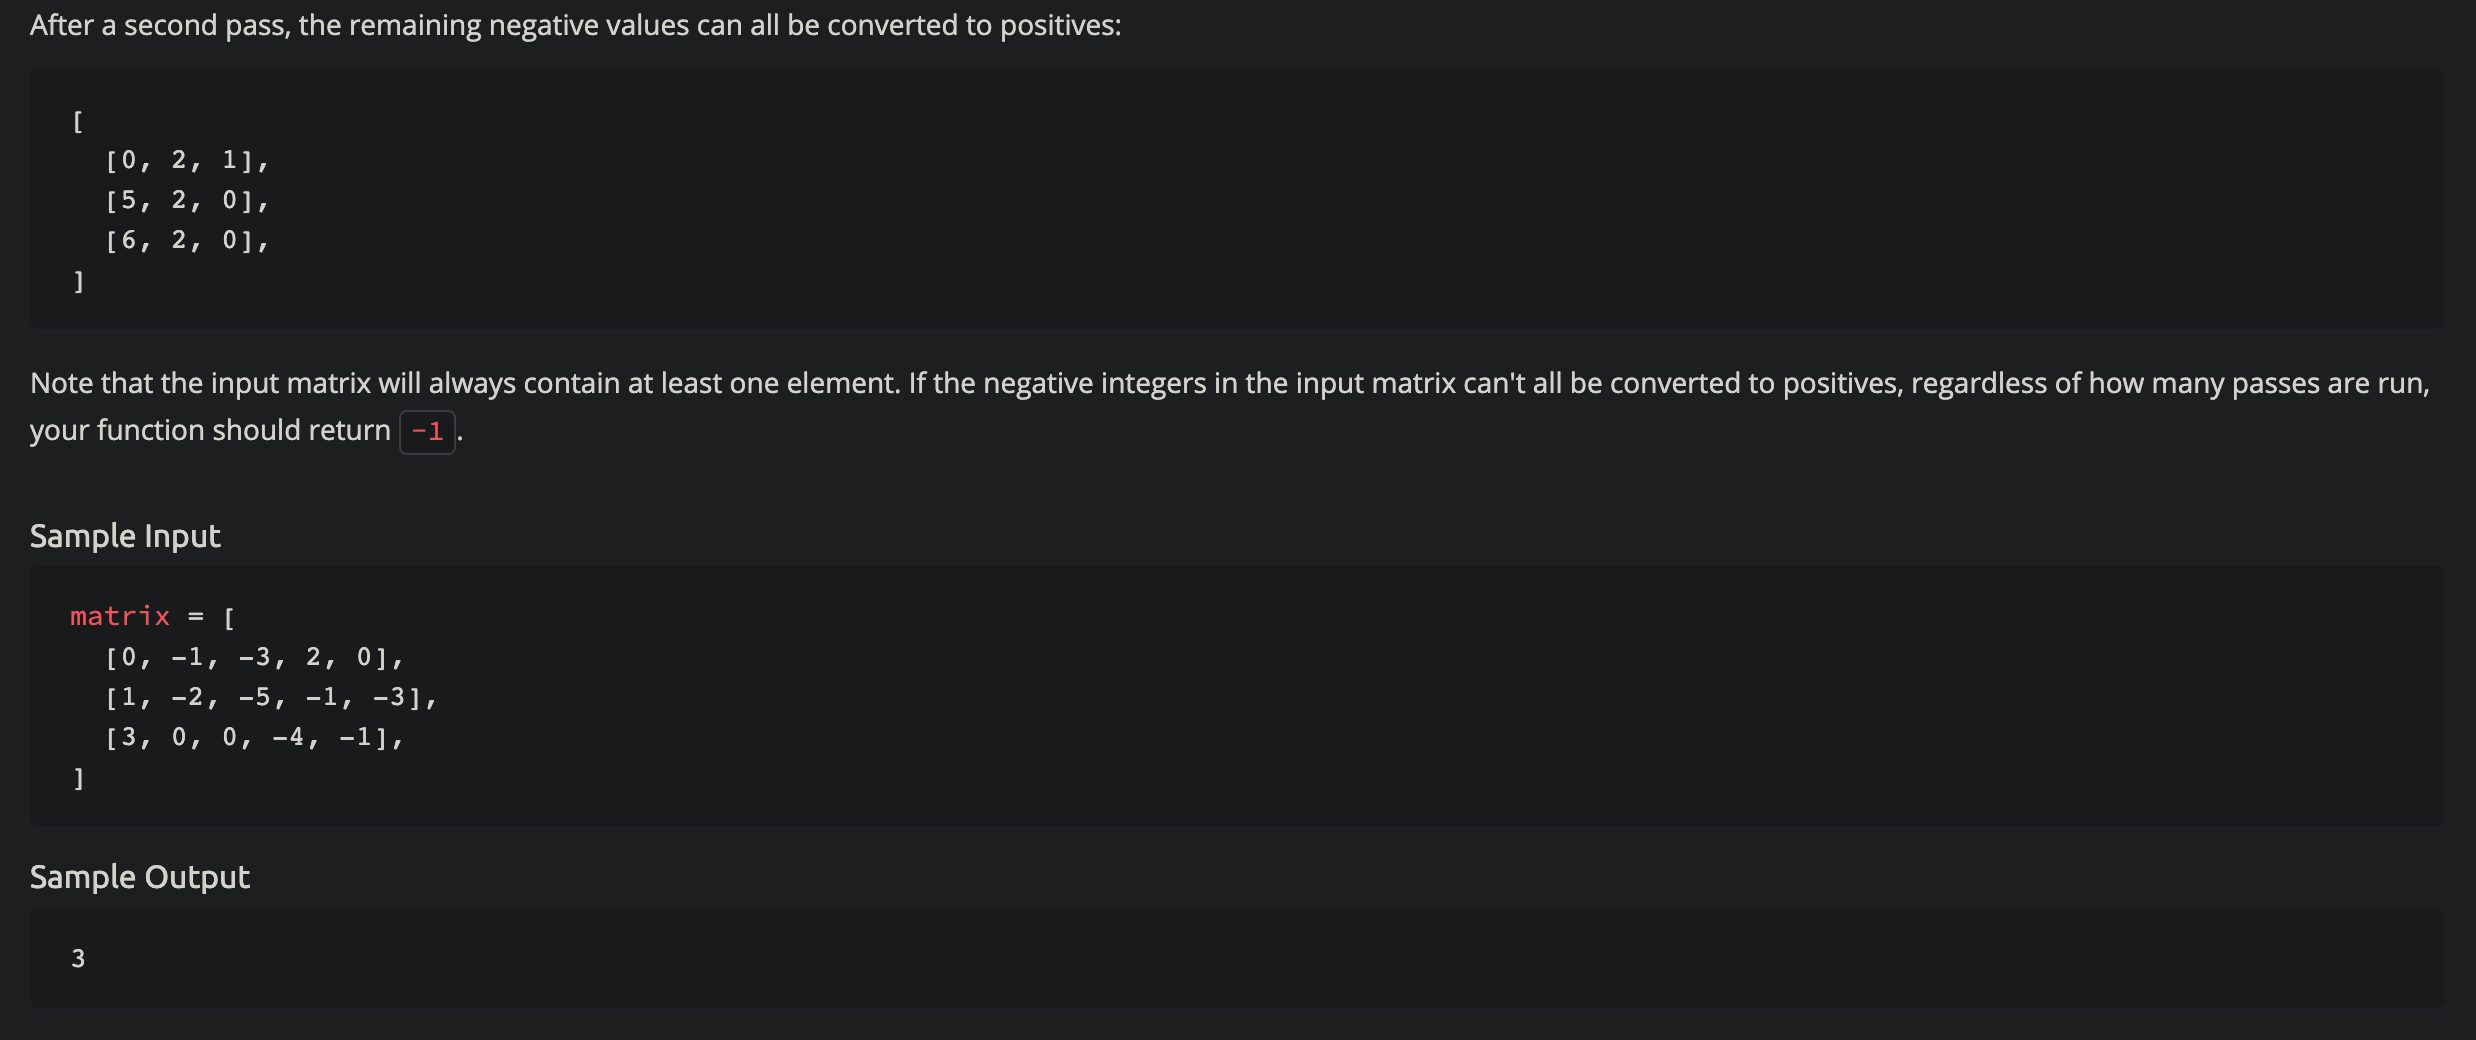 After a second pass, the remaining negative values can all be converted to positives:
[
[0, 2, 1],
[5, 2, 0],
[6, 2, 0],
]
Note that the input matrix will always contain at least one element. If the negative integers in the input matrix can't all be converted to positives, regardless of how many passes are run,
your function should return -1.
Sample Input
matrix = [
[0, -1, -3, 2, 0],
[1, -2, -5, -1, -3],
[3, 0, 0, -4, -1],
]
Sample Output
3